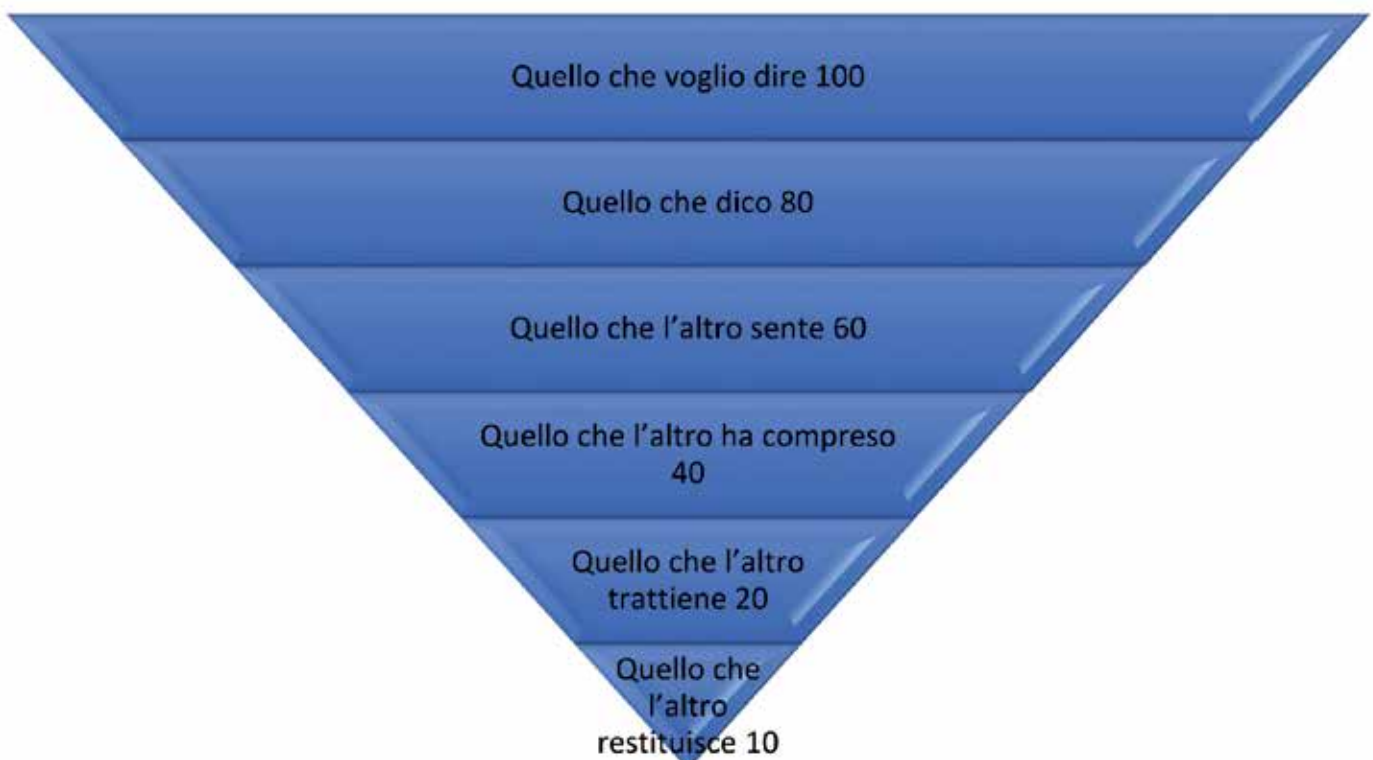 Quello che voglio dire 100
Quello che dico 80
Quello che l’altro sente 60
Quello che l’altro ha compreso
40
Quello che l’altro
trattiene 20
Quello che
l’altro
restituisce 10